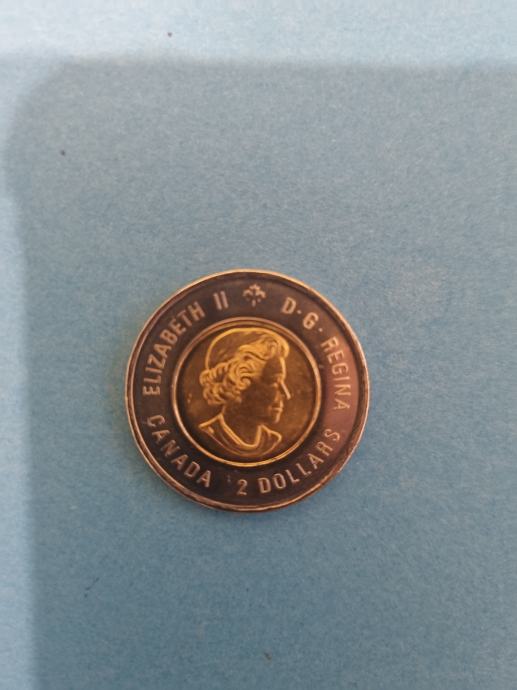 ELIZABETH II D·G·REGINA
CANADA 2 DOLLARS